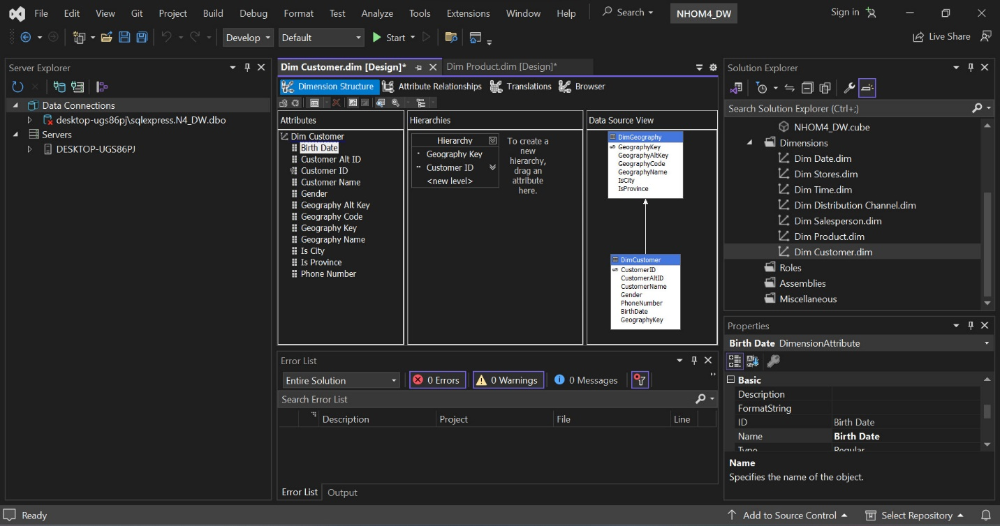 File Edit View Git Project Build Debug Format Test Analyze Tools Extensions Window Help Search NHOM4_DW Sign in
Develop Default Start Live Share
Server Explorer
Data Connections
desktop-ugs86pj\sqlexpress.N4_DW.dbo
Servers
DESKTOP-UGS86PJ
Dim Customer.dim [Design]* Dim Product.dim [Design]*
Dimension Structure Attribute Relationships Translations Browser
Attributes
Dim Customer
Birth Date
Customer Alt ID
Customer ID
Customer Name
Gender
Geography Alt Key
Geography Code
Geography Key
Geography Name
Is City
Is Province
Phone Number
Hierarchies
Hierarchy
Geography Key
Customer ID
<new level>
To create a
new
hierarchy,
drag an
attribute
here.
Data Source View
DimGeography
GeographyKey
GeographyAltKey
GeographyCode
GeographyName
IsCity
IsProvince
DimCustomer
CustomerID
CustomerAltID
CustomerName
Gender
PhoneNumber
BirthDate
GeographyKey
Error List
Entire Solution 0 Errors 0 Warnings 0 Messages
Search Error List
Description Project File Line
Error List Output
Solution Explorer
Search Solution Explorer (Ctrl+;)
NHOM4_DW.cube
Dimensions
Dim Date.dim
Dim Stores.dim
Dim Time.dim
Dim Distribution Channel.dim
Dim Salesperson.dim
Dim Product.dim
Dim Customer.dim
Roles
Assemblies
Miscellaneous
Properties
Birth Date DimensionAttribute
Basic
Description
FormatString
ID Birth Date
Name Birth Date
Type Regular
Name
Specifies the name of the object.
Ready Add to Source Control Select Repository